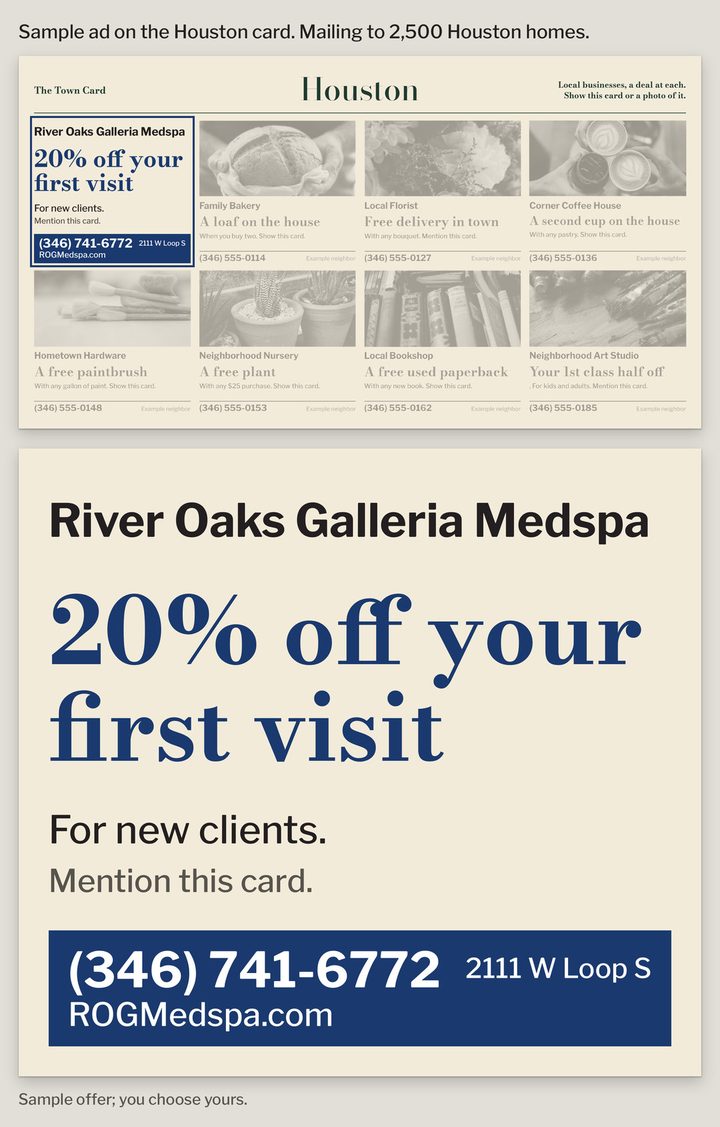 Sample ad on the Houston card. Mailing to 2,500 Houston homes.
The Town Card
Houston
Local businesses, a deal at each.
Show this card or a photo of it.
River Oaks Galleria Medspa
20% off your
first visit
For new clients.
Mention this card.
(346) 741-6772 2111 W Loop S
ROGMedspa.com
Family Bakery
A loaf on the house
When you buy two. Show this card.
(346) 555-0114 Example neighbor
Local Florist
Free delivery in town
With any bouquet. Mention this card.
(346) 555-0127 Example neighbor
Corner Coffee House
A second cup on the house
With any pastry. Show this card.
(346) 555-0136 Example neighbor
Hometown Hardware
A free paintbrush
With any gallon of paint. Show this card.
(346) 555-0148 Example neighbor
Neighborhood Nursery
A free plant
With any $25 purchase. Show this card.
(346) 555-0153 Example neighbor
Local Bookshop
A free used paperback
With any new book. Show this card.
(346) 555-0162 Example neighbor
Neighborhood Art Studio
Your 1st class half off
For kids and adults. Mention this card.
(346) 555-0185 Example neighbor
River Oaks Galleria Medspa
20% off your
first visit
For new clients.
Mention this card.
(346) 741-6772 2111 W Loop S
ROGMedspa.com
Sample offer; you choose yours.